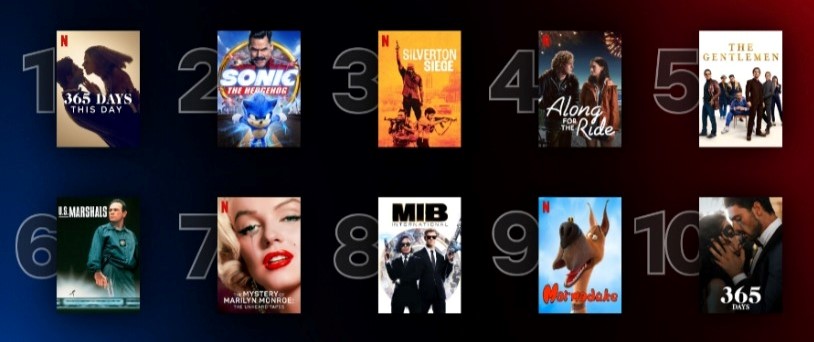 1
N
365 DAYS
THIS DAY
2
SONIC
THE HEDGEHOG
3
N
SILVERTON
SIEGE
4
N
Along
FOR
THE Ride
5
THE
GENTLEMEN
6
U.S. MARSHALS
7
N
THE
MYSTERY
OF
MARILYN MONROE:
THE UNHEARD TAPES
8
MIB
INTERNATIONAL
9
N
Marmaduke
10
365
DAYS